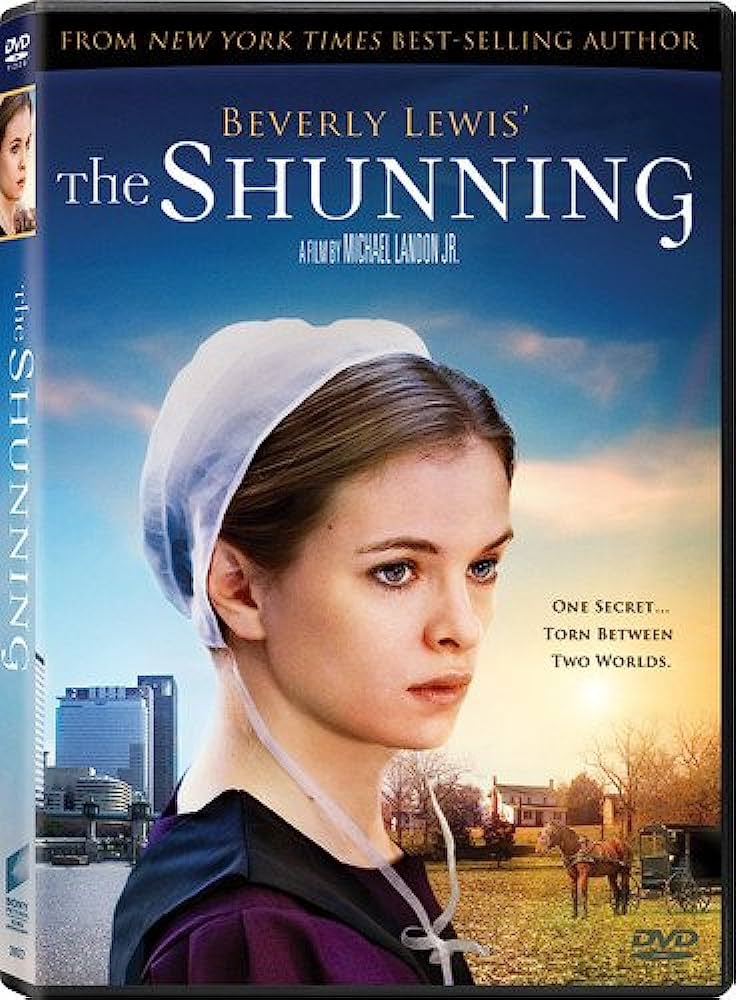 FROM NEW YORK TIMES BEST-SELLING AUTHOR
BEVERLY LEWIS'
The SHUNNING
A FILM BY MICHAEL LANDON JR.
ONE SECRET...
TORN BETWEEN
TWO WORLDS.
DVD
DVD
The SHUNNING
SONY